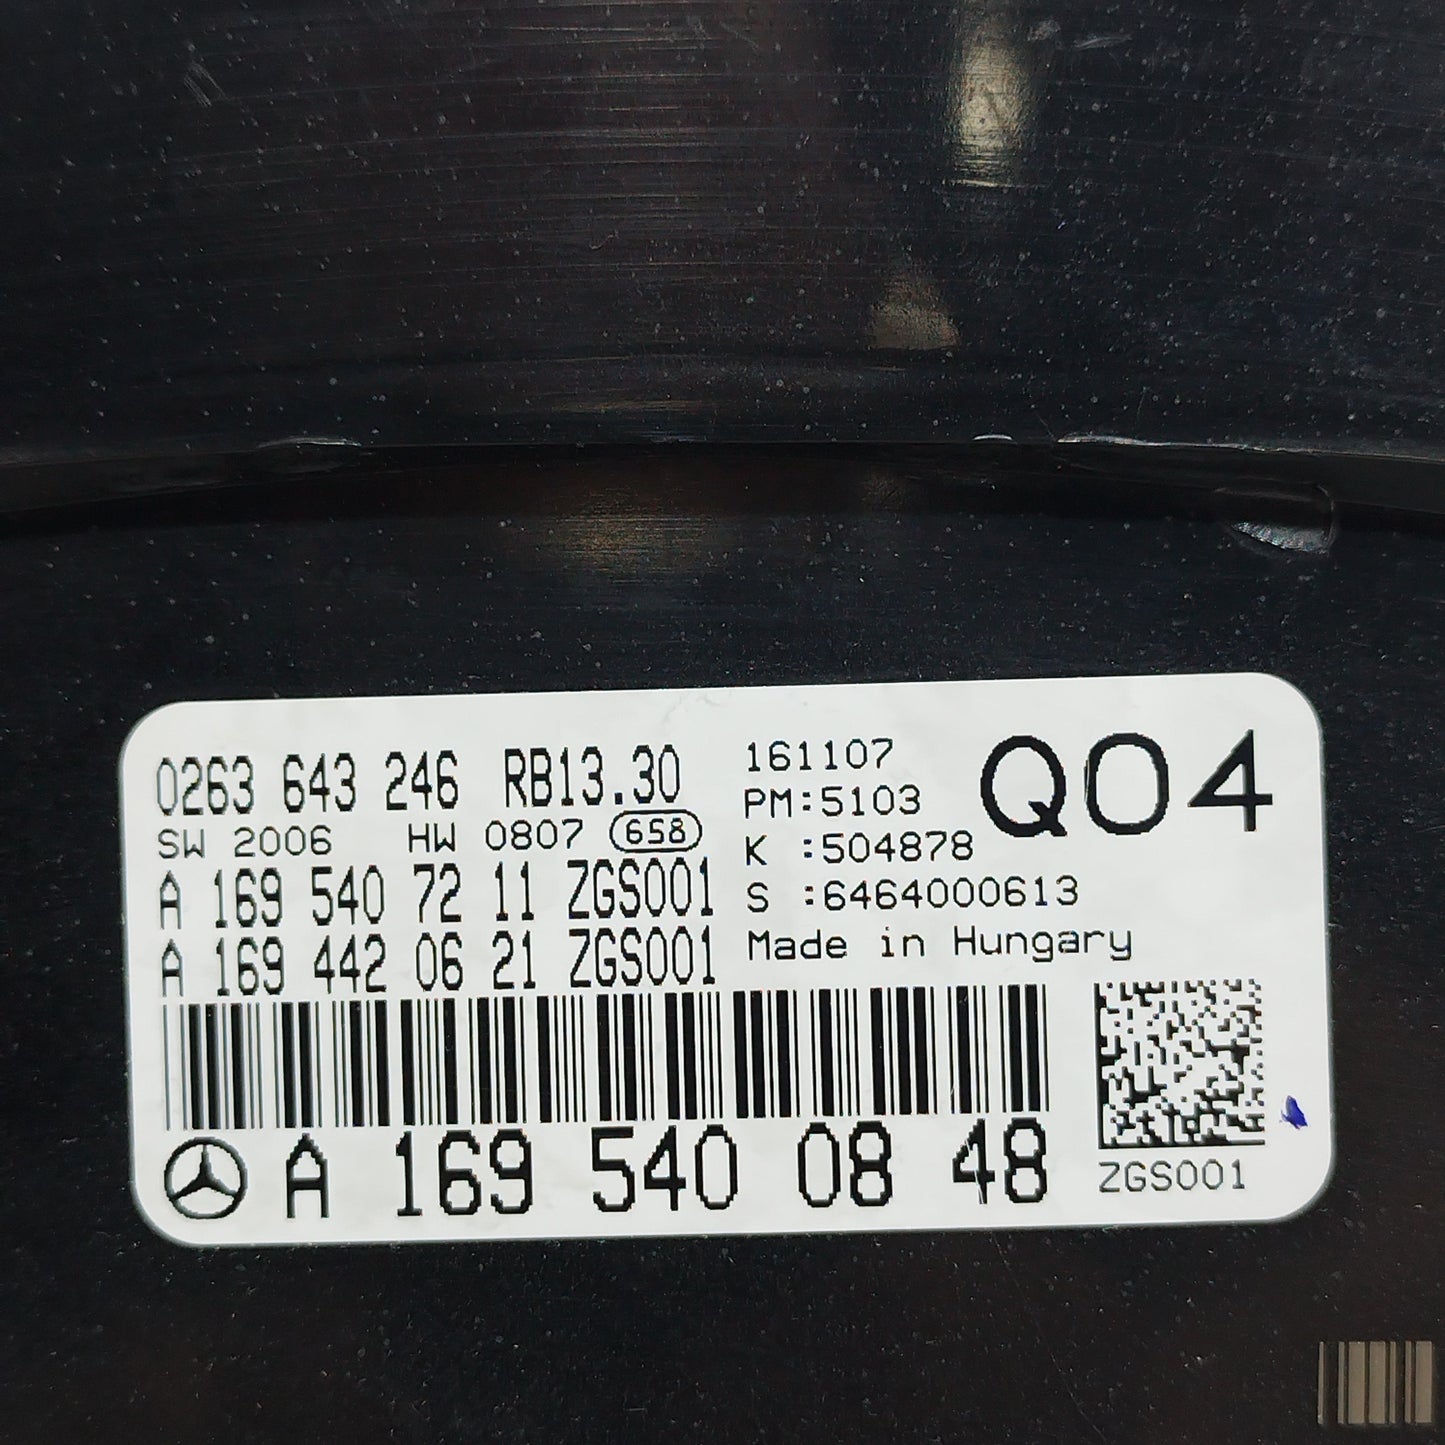 0263 643 246 RB13.30
SW 2006 HW 0807 658
A 169 540 72 11 ZGS001
A 169 442 06 21 ZGS001
161107
PM:5103
K :504878
S :6464000613
Made in Hungary
Q04
A 169 540 08 48
ZGS001